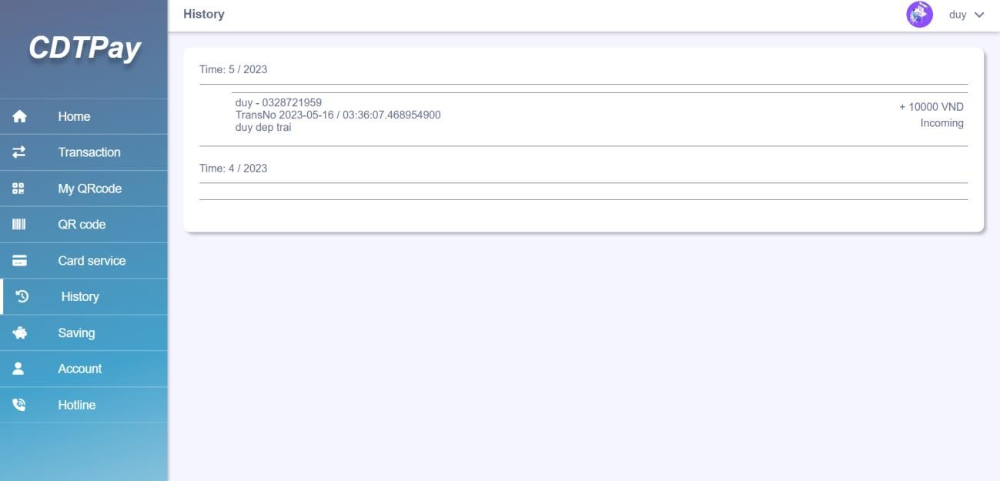 CDTPay
Home
Transaction
My QRcode
QR code
Card service
History
Saving
Account
Hotline
History
duy
Time: 5 / 2023
duy - 0328721959
TransNo 2023-05-16 / 03:36:07.468954900
duy dep trai
+ 10000 VND
Incoming
Time: 4 / 2023